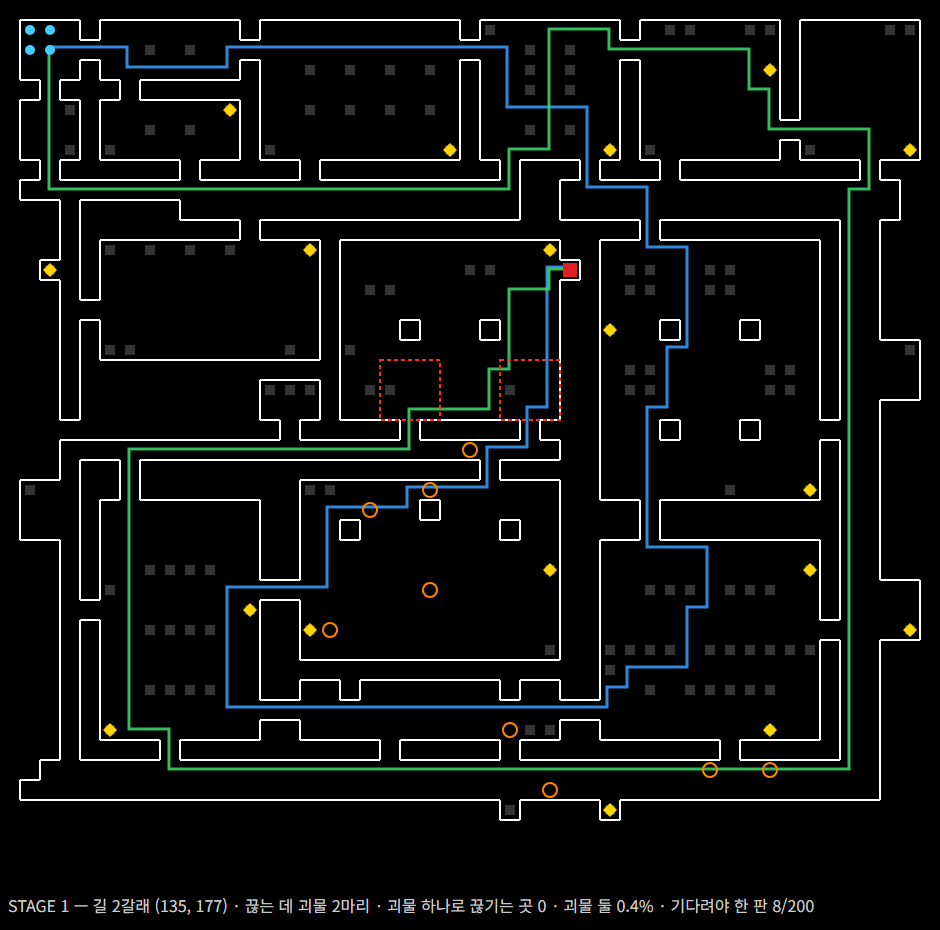 STAGE 1 — 길 2갈래 (135, 177) · 끊는 데 괴물 2마리 · 괴물 하나로 끊기는 곳 0 · 괴물 둘 0.4% · 기다려야 한 판 8/200